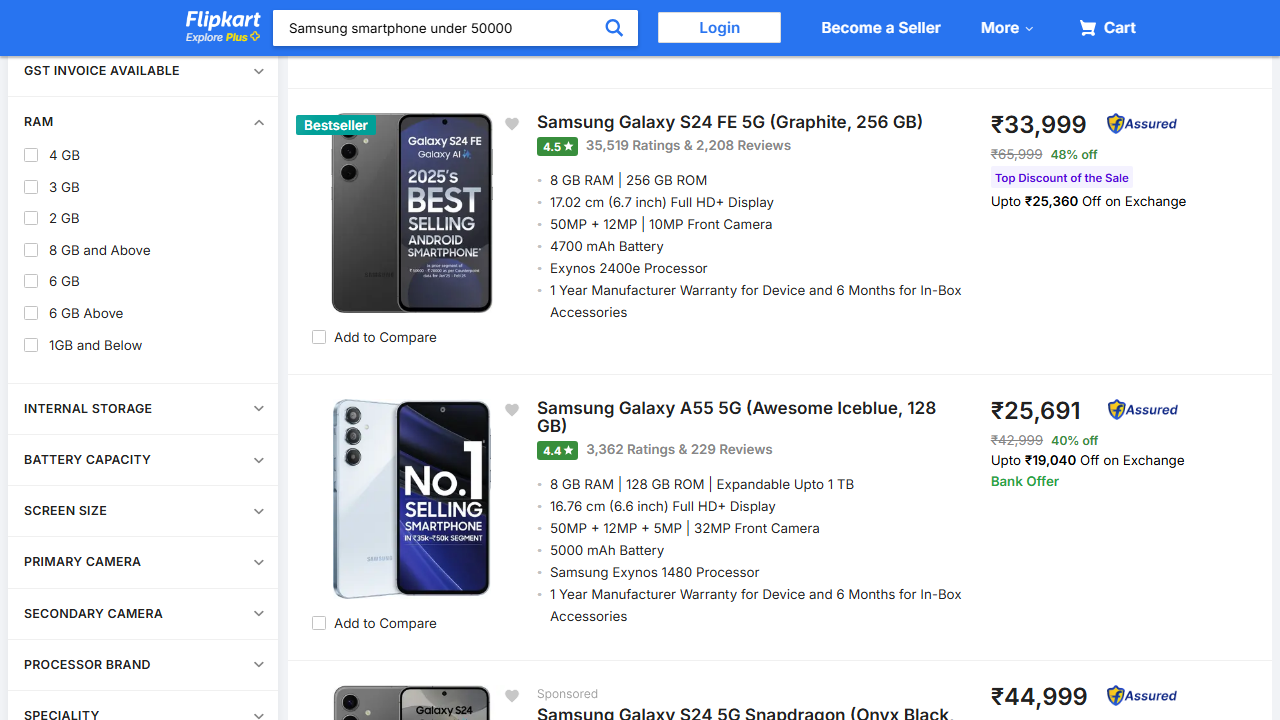 Flipkart
Explore Plus
Samsung smartphone under 50000
Login
Become a Seller
More
Cart
GST INVOICE AVAILABLE
RAM
4 GB
3 GB
2 GB
8 GB and Above
6 GB
6 GB Above
1GB and Below
INTERNAL STORAGE
BATTERY CAPACITY
SCREEN SIZE
PRIMARY CAMERA
SECONDARY CAMERA
PROCESSOR BRAND
SPECIALITY
Bestseller
Galaxy S24 FE
Galaxy AI
2025's
BEST
SELLING
ANDROID
SMARTPHONE*
SAMSUNG
Add to Compare
Samsung Galaxy S24 FE 5G (Graphite, 256 GB)
4.5★ 35,519 Ratings & 2,208 Reviews
8 GB RAM | 256 GB ROM
17.02 cm (6.7 inch) Full HD+ Display
50MP + 12MP | 10MP Front Camera
4700 mAh Battery
Exynos 2400e Processor
1 Year Manufacturer Warranty for Device and 6 Months for In-Box
Accessories
₹33,999 Assured
₹65,999 48% off
Top Discount of the Sale
Upto ₹25,360 Off on Exchange
No.1
SELLING
SMARTPHONE
IN ₹35K-₹50K SEGMENT
SAMSUNG
Add to Compare
Samsung Galaxy A55 5G (Awesome Iceblue, 128
GB)
4.4★ 3,362 Ratings & 229 Reviews
8 GB RAM | 128 GB ROM | Expandable Upto 1 TB
16.76 cm (6.6 inch) Full HD+ Display
50MP + 12MP + 5MP | 32MP Front Camera
5000 mAh Battery
Samsung Exynos 1480 Processor
1 Year Manufacturer Warranty for Device and 6 Months for In-Box
Accessories
₹25,691 Assured
₹42,999 40% off
Upto ₹19,040 Off on Exchange
Bank Offer
Galaxy S24
Sponsored
Samsung Galaxy S24 5G Snapdragon (Onyx Black,
₹44,999 Assured